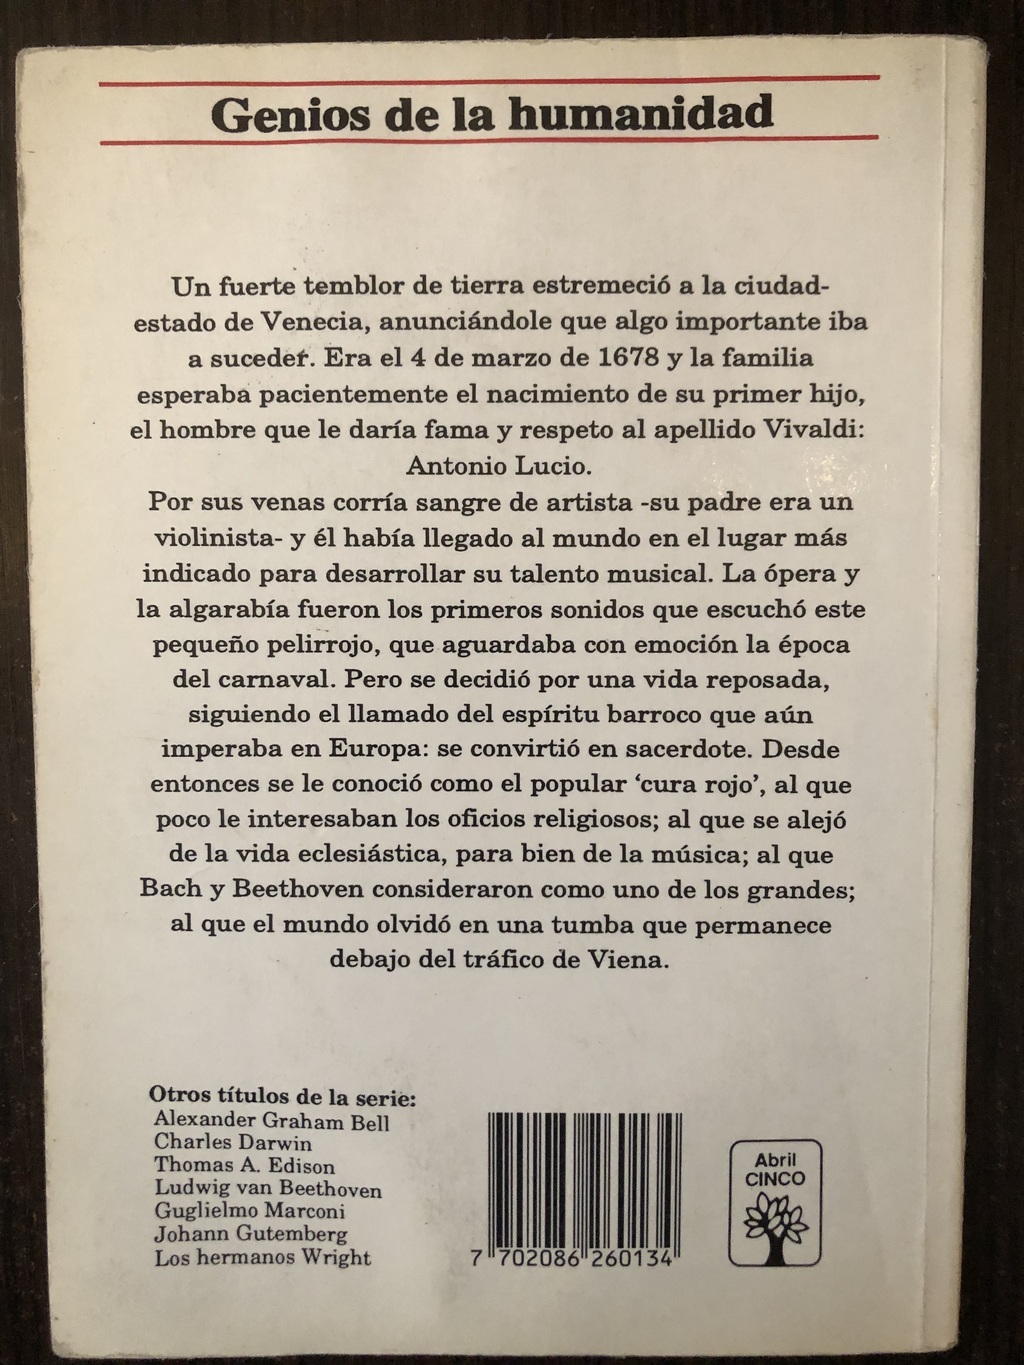 Genios de la humanidad
Un fuerte temblor de tierra estremeció a la ciudad-
estado de Venecia, anunciándole que algo importante iba
a suceder. Era el 4 de marzo de 1678 y la familia
esperaba pacientemente el nacimiento de su primer hijo,
el hombre que le daría fama y respeto al apellido Vivaldi:
Antonio Lucio.
Por sus venas corría sangre de artista -su padre era un
violinista- y él había llegado al mundo en el lugar más
indicado para desarrollar su talento musical. La ópera y
la algarabía fueron los primeros sonidos que escuchó este
pequeño pelirrojo, que aguardaba con emoción la época
del carnaval. Pero se decidió por una vida reposada,
siguiendo el llamado del espíritu barroco que aún
imperaba en Europa: se convirtió en sacerdote. Desde
entonces se le conoció como el popular ‘cura rojo’, al que
poco le interesaban los oficios religiosos; al que se alejó
de la vida eclesiástica, para bien de la música; al que
Bach y Beethoven consideraron como uno de los grandes;
al que el mundo olvidó en una tumba que permanece
debajo del tráfico de Viena.
Otros títulos de la serie:
Alexander Graham Bell
Charles Darwin
Thomas A. Edison
Ludwig van Beethoven
Guglielmo Marconi
Johann Gutemberg
Los hermanos Wright
7 702086 260134
Abril
CINCO